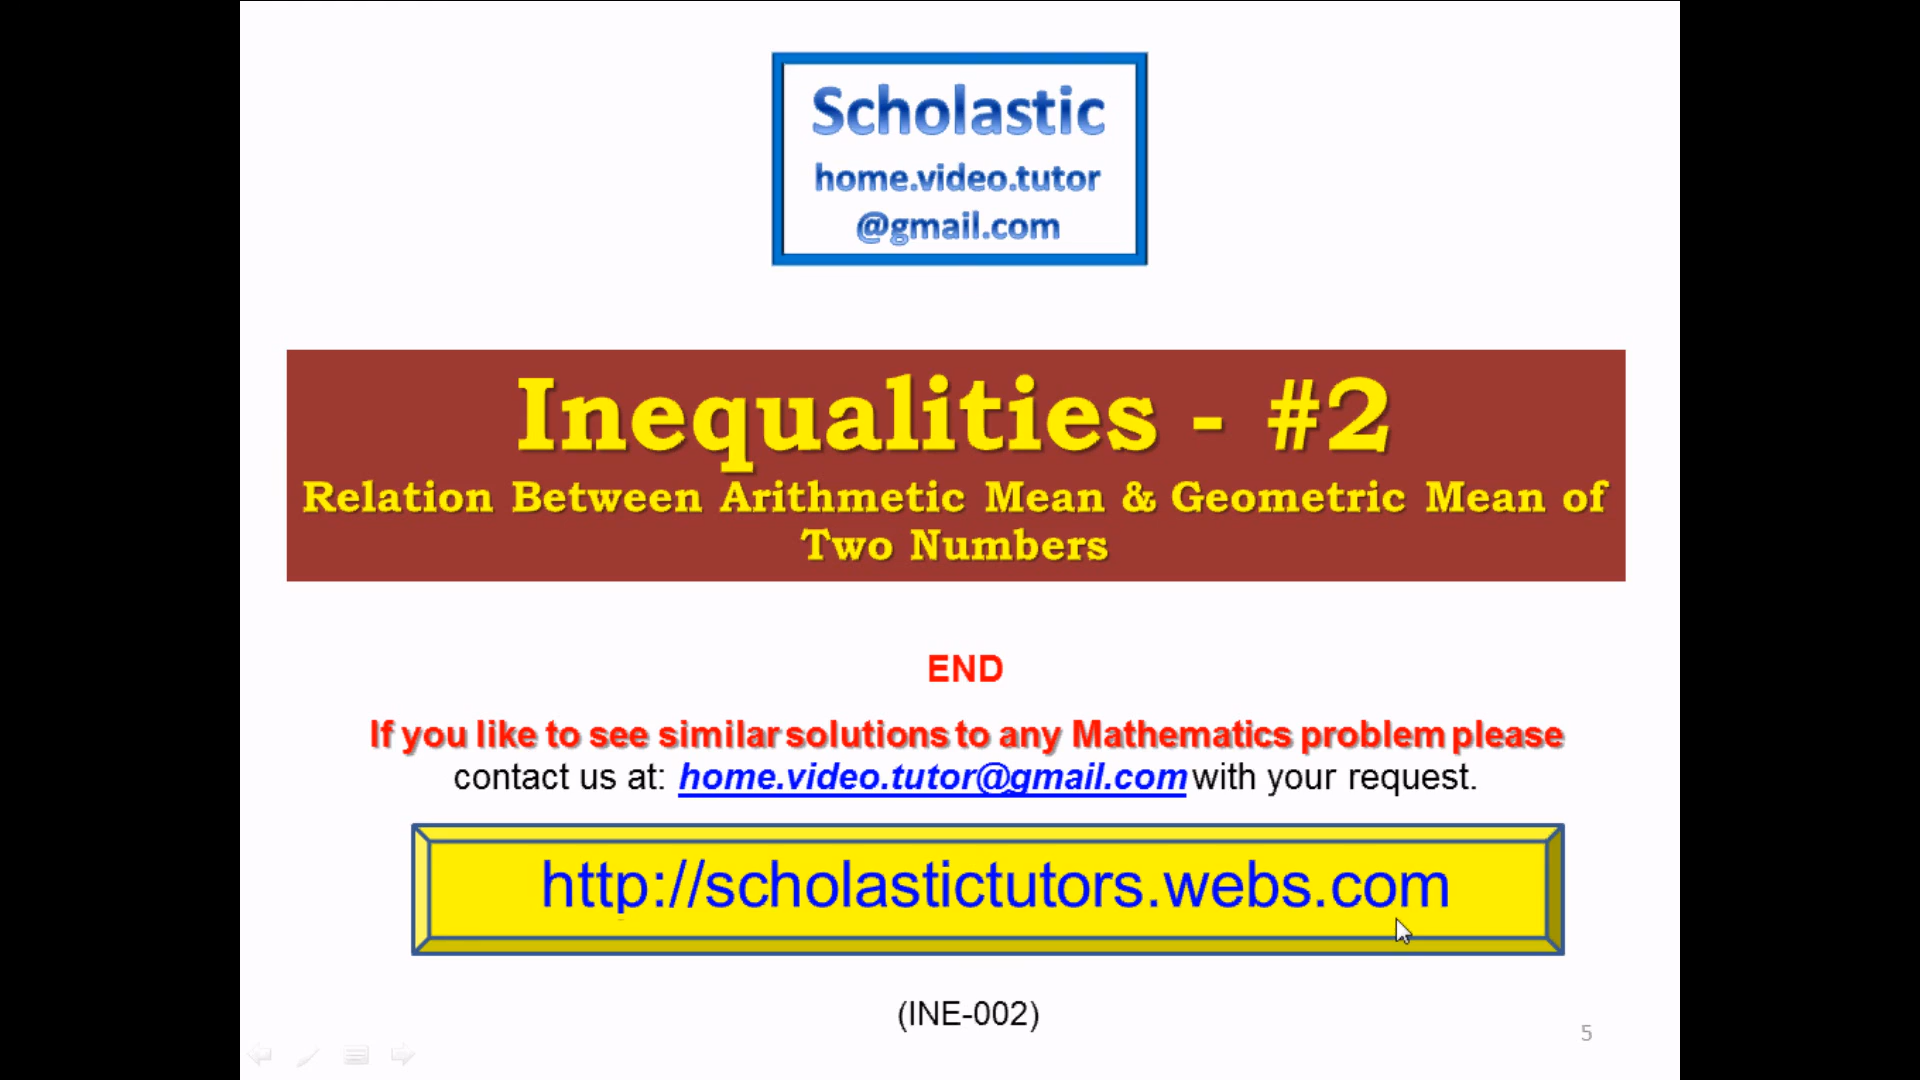 Scholastic
home.video.tutor
@gmail.com
Inequalities - #2
Relation Between Arithmetic Mean & Geometric Mean of
Two Numbers
END
If you like to see similar solutions to any Mathematics problem please
contact us at: home.video.tutor@gmail.com with your request.
http://scholastictutors.webs.com
(INE-002)
5